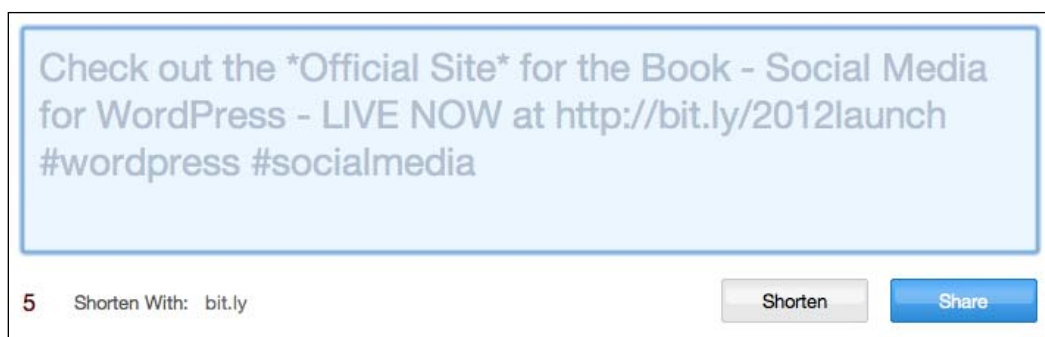 Check out the *Official Site* for the Book - Social Media
for WordPress - LIVE NOW at http://bit.ly/2012launch
#wordpress #socialmedia
5 Shorten With: bit.ly Shorten Share